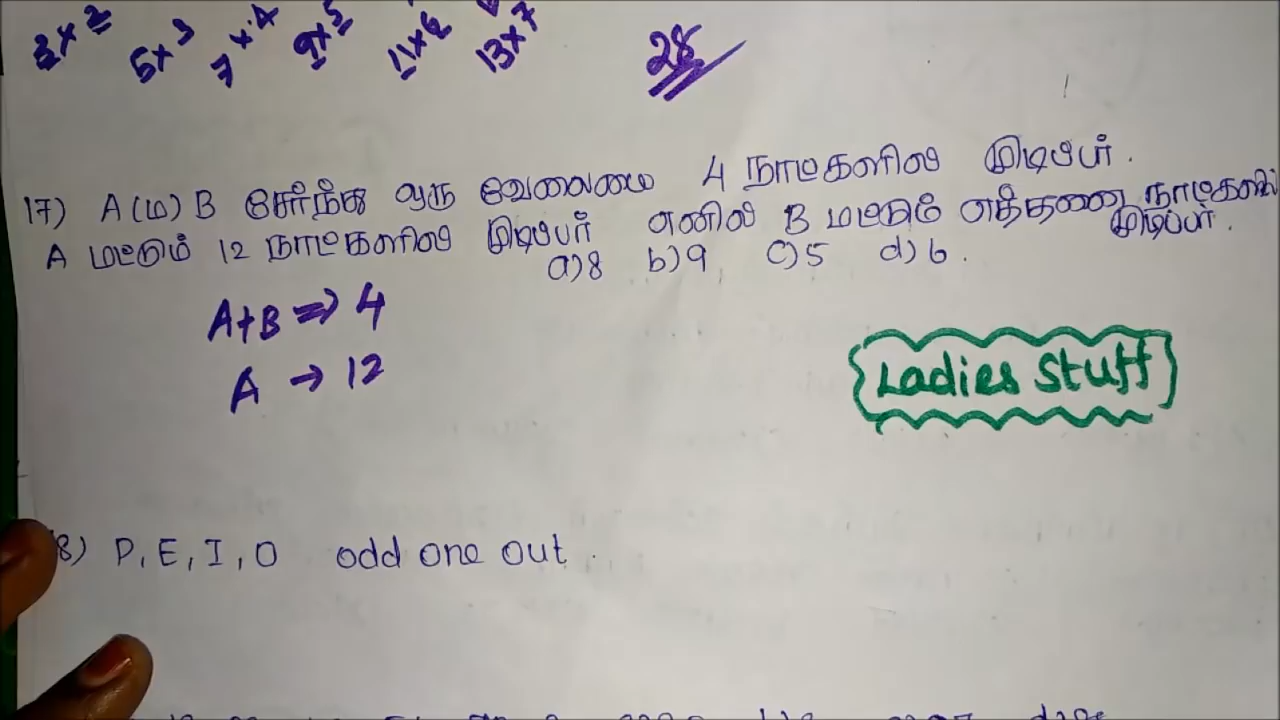 3 x 2 5 x 3 7 x 4 9 x 5 11 x 6 13 x 7 28
17) A (ம) B சேர்ந்து ஒரு வேலையை 4 நாட்களில் முடிப்பர்.
A மட்டும் 12 நாட்களில் முடிப்பர் எனில் B மட்டுமே எத்தனை நாட்களில்
முடிப்பர்.
a) 8 b) 9 c) 5 d) 6.
A+B ⇒ 4
A → 12
Ladies Stuff
8) P, E, I, O odd one out.